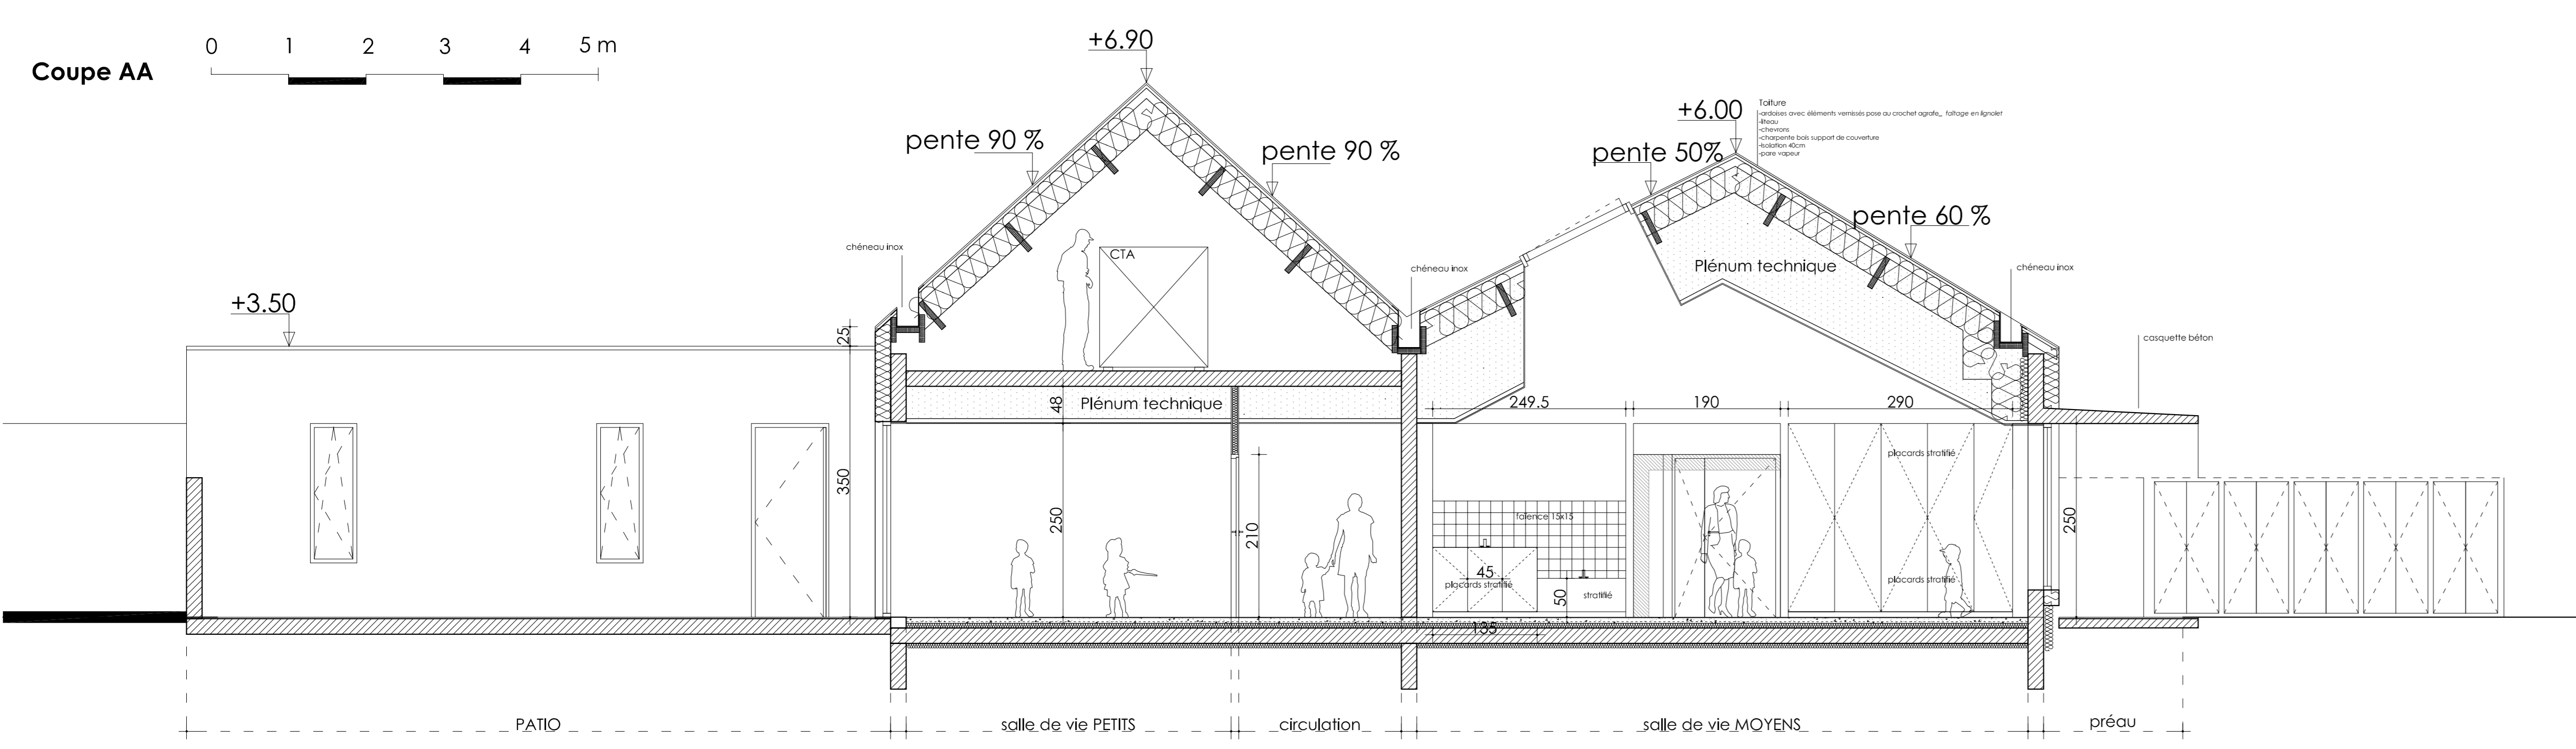 Coupe AA
0 1 2 3 4 5 m
+6.90
+6.00
Toiture
-ardoises avec éléments vernissés pose au crochet agrafe_ faîtage en lignolet
-liteau
-chevrons
-charpente bois support de couverture
-isolation 40cm
-pare vapeur
pente 90 %
pente 90 %
pente 50%
pente 60 %
chéneau inox
CTA
chéneau inox
Plénum technique
chéneau inox
+3.50
25
casquette béton
48
Plénum technique
249.5
190
290
placards stratifié
350
250
210
faïence 15x15
250
45
placards stratifié
50
stratifié
placards stratifié
135
PATIO
salle de vie PETITS
circulation
salle de vie MOYENS
préau